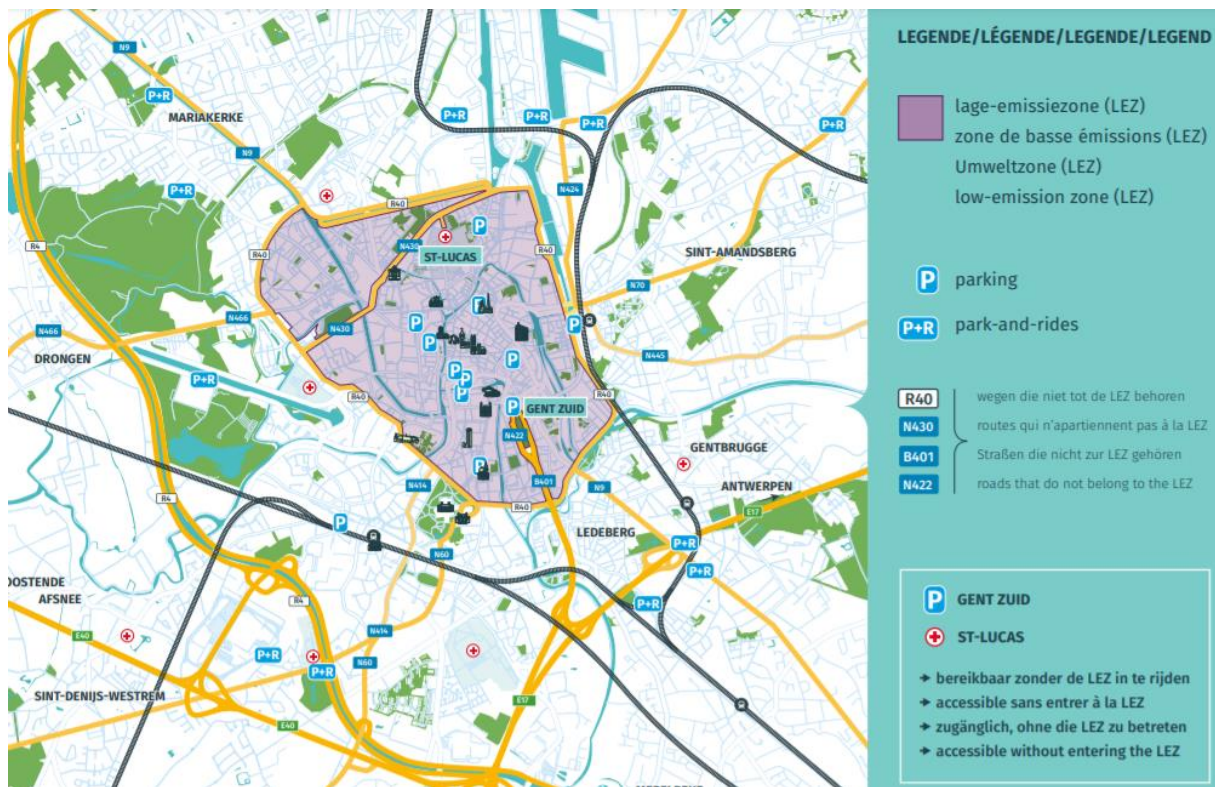 N9
P+R
MARIAKERKE
N9
P+R
P+R
P+R
P+R
P+R
R4
R40
R40
N424
P
N430
ST-LUCAS
R40
SINT-AMANDSBERG
N70
P
P
N466
N466
N430
P
P
DRONGEN
P+R
P
N445
P
P
P
R40
R40
P
GENT ZUID
N422
GENTBRUGGE
P
B401
N9
ANTWERPEN
N414
R4
R40
E17
P
LEDEBERG
N60
P+R
P+R
OOSTENDE
AFSNEE
R4
P+R
E40
N414
P+R
P+R
N60
SINT-DENIJS-WESTREM
E17
E40
LEGENDE/LÉGENDE/LEGENDE/LEGEND
lage-emissiezone (LEZ)
zone de basse émissions (LEZ)
Umweltzone (LEZ)
low-emission zone (LEZ)
P parking
P+R park-and-rides
R40 wegen die niet tot de LEZ behoren
N430 routes qui n'apartiennent pas à la LEZ
B401 Straßen die nicht zur LEZ gehören
N422 roads that do not belong to the LEZ
P GENT ZUID
ST-LUCAS
bereikbaar zonder de LEZ in te rijden
accessible sans entrer à la LEZ
zugänglich, ohne die LEZ zu betreten
accessible without entering the LEZ